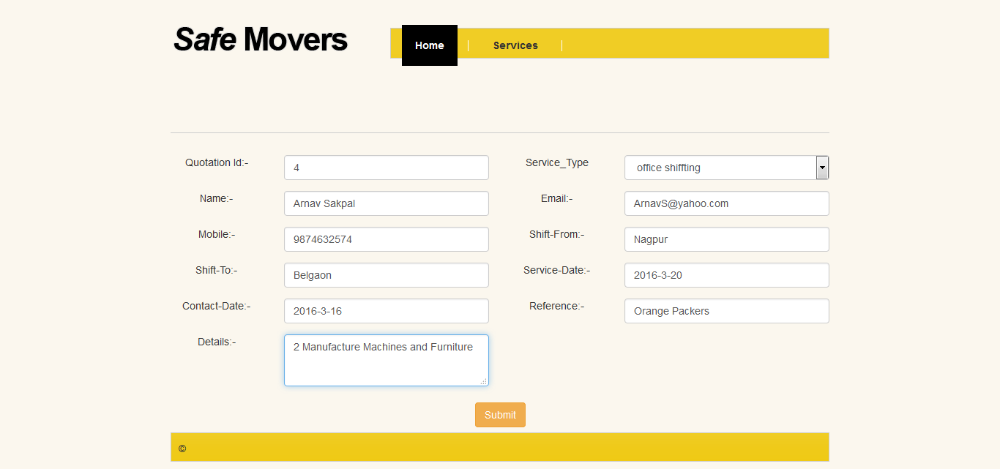 Safe Movers
Home
Services
Quotation Id:-
4
Service_Type
office shiffting
Name:-
Arnav Sakpal
Email:-
ArnavS@yahoo.com
Mobile:-
9874632574
Shift-From:-
Nagpur
Shift-To:-
Belgaon
Service-Date:-
2016-3-20
Contact-Date:-
2016-3-16
Reference:-
Orange Packers
Details:-
2 Manufacture Machines and Furniture
Submit
©